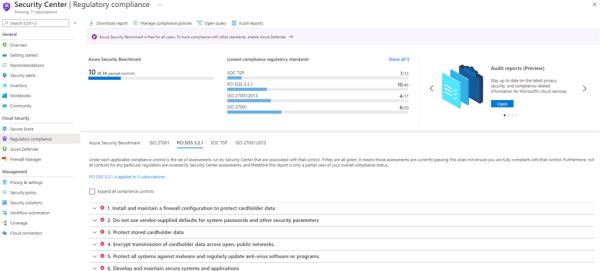 Security Center | Regulatory compliance
Showing 11 subscriptions
Search (Ctrl+/)
Download report
Manage compliance policies
Open query
Audit reports
Azure Security Benchmark is free for all users. To track compliance with other standards, enable Azure Defender
General
Overview
Getting started
Recommendations
Security alerts
Inventory
Workbooks
Community
Cloud Security
Secure Score
Regulatory compliance
Azure Defender
Firewall Manager
Management
Pricing & settings
Security policy
Security solutions
Workflow automation
Coverage
Cloud connectors
Azure Security Benchmark
10 of 39 passed controls
Lowest compliance regulatory standards
Show all 5
SOC TSP
1/13
PCI DSS 3.2.1
10/43
ISO 27001:2013
ISO 27001
6/20
Audit reports (Preview)
Stay up to date on the latest privacy,
security, and compliance-related
information for Microsoft's cloud services.
Open
Azure Security Benchmark
ISO 27001
PCI DSS 3.2.1
SOC TSP
ISO 27001:2013
Under each applicable compliance control is the set of assessments run by Security Center that are associated with that control. If they are all green, it means those assessments are currently passing; this does not ensure you are fully compliant with that control. Furthermore, not
all controls for any particular regulation are covered by Security Center assessments, and therefore this report is only a partial view of your overall compliance status.
PCI DSS 3.2.1 is applied to 5 subscriptions
Expand all compliance controls
1. Install and maintain a firewall configuration to protect cardholder data
2. Do not use vendor-supplied defaults for system passwords and other security parameters
3. Protect stored cardholder data
4. Encrypt transmission of cardholder data across open, public networks.
5. Protect all systems against malware and regularly update anti-virus software or programs.
6. Develop and maintain secure systems and applications